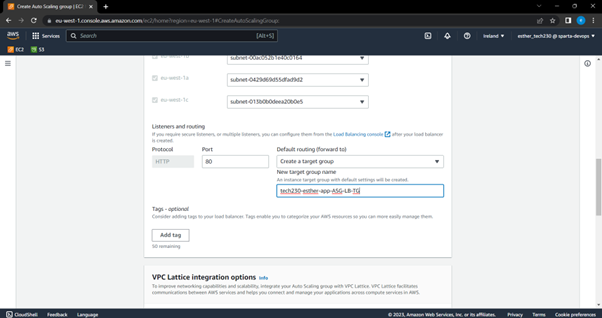 Create Auto Scaling group | EC2
eu-west-1.console.aws.amazon.com/ec2/home?region=eu-west-1#CreateAutoScalingGroup:
aws
Services
Search
[Alt+S]
Ireland
esther_tech230 @ sparta-devops
EC2
S3
subnet-00ac052b1e40c0164
eu-west-1a
subnet-0429d69d55dfad9d2
eu-west-1c
subnet-013b0b0deea20b0e5
Listeners and routing
If you require secure listeners, or multiple listeners, you can configure them from the Load Balancing console after your load balancer
is created.
Protocol
Port
Default routing (forward to)
HTTP
80
Create a target group
New target group name
An instance target group with default settings will be created.
tech230-esther-app-ASG-LB-TG
Tags - optional
Consider adding tags to your load balancer. Tags enable you to categorize your AWS resources so you can more easily manage them.
Add tag
50 remaining
VPC Lattice integration options Info
To improve networking capabilities and scalability, integrate your Auto Scaling group with VPC Lattice. VPC Lattice facilitates
communications between AWS services and helps you connect and manage your applications across compute services in AWS.
CloudShell
Feedback
Language
© 2023, Amazon Web Services, Inc. or its affiliates.
Privacy
Terms
Cookie preferences